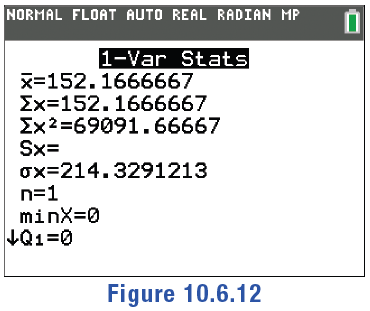 NORMAL FLOAT AUTO REAL RADIAN MP
1-Var Stats
x̄=152.1666667
Σx=152.1666667
Σx²=69091.66667
Sx=
σx=214.3291213
n=1
minX=0
↓Q₁=0
Figure 10.6.12